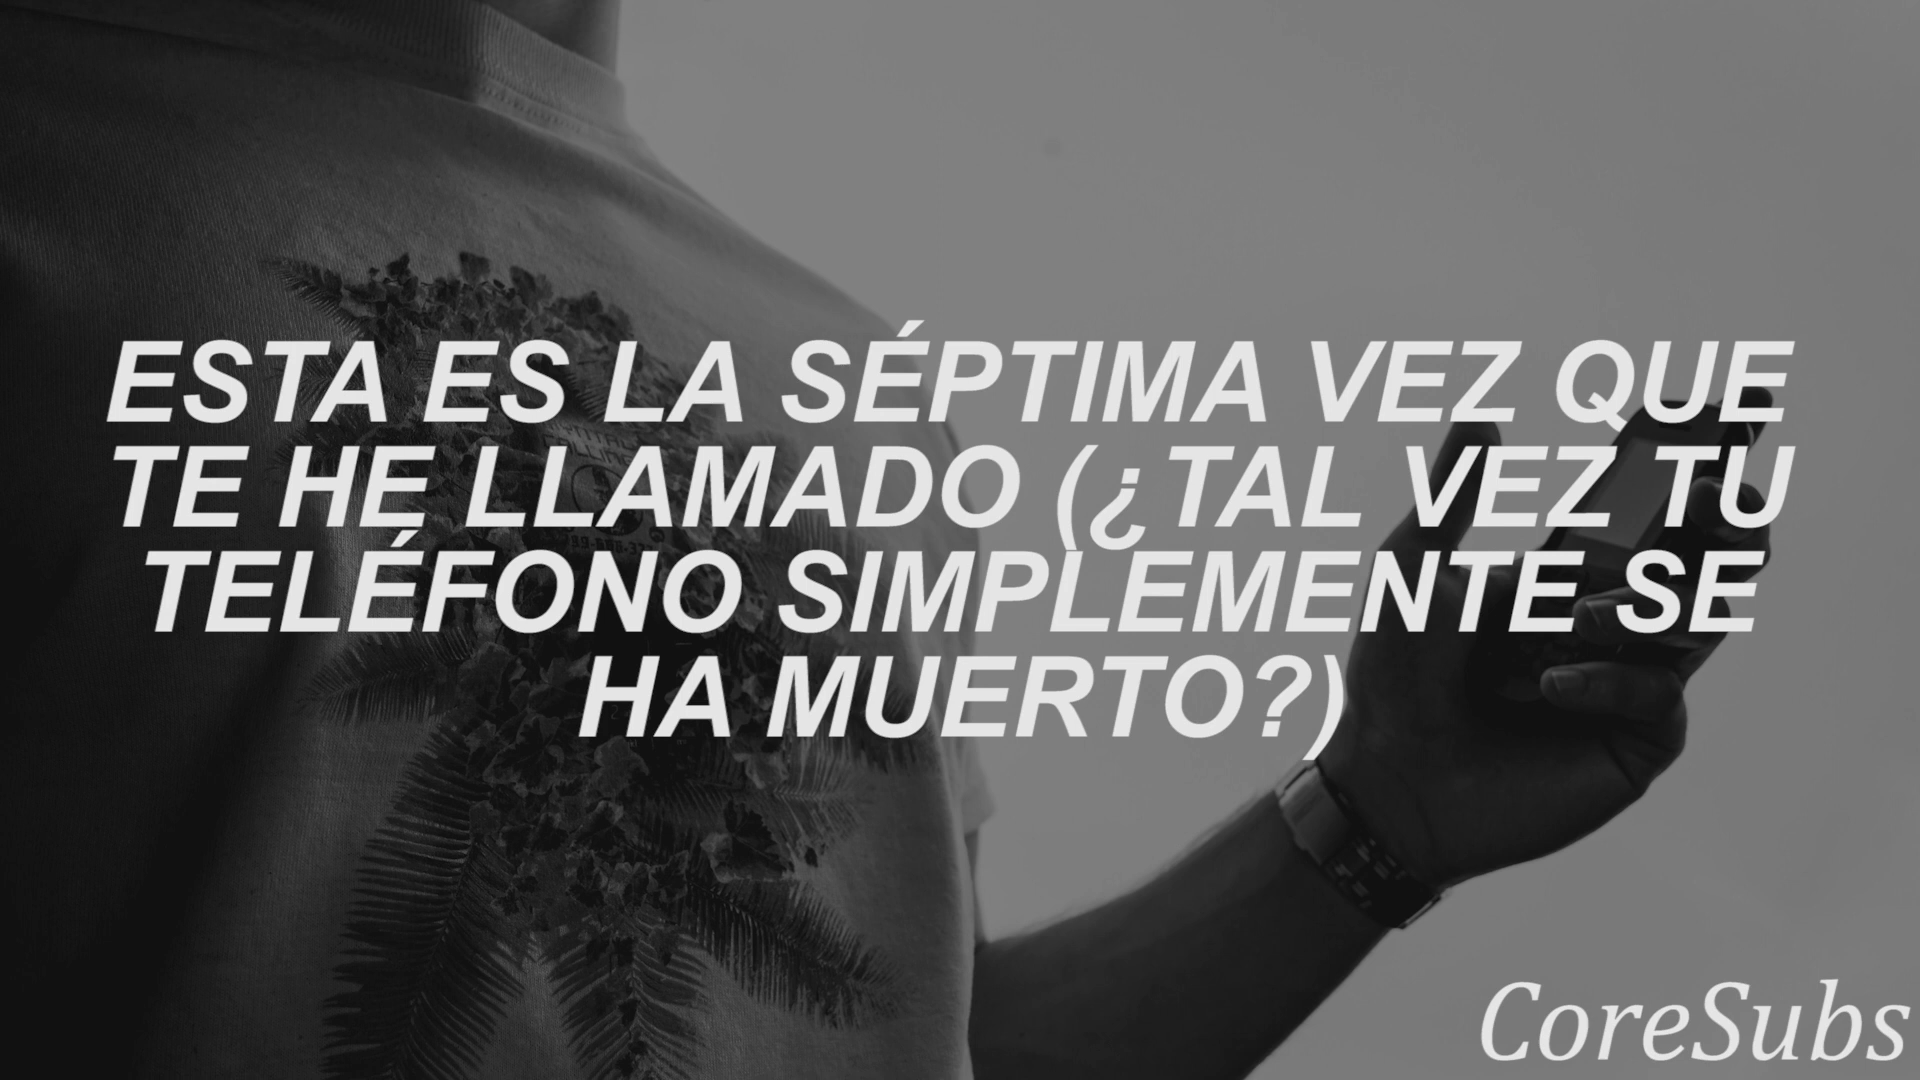 ESTA ES LA SÉPTIMA VEZ QUE
TE HE LLAMADO (¿TAL VEZ TU
TELÉFONO SIMPLEMENTE SE
HA MUERTO?)
CoreSubs